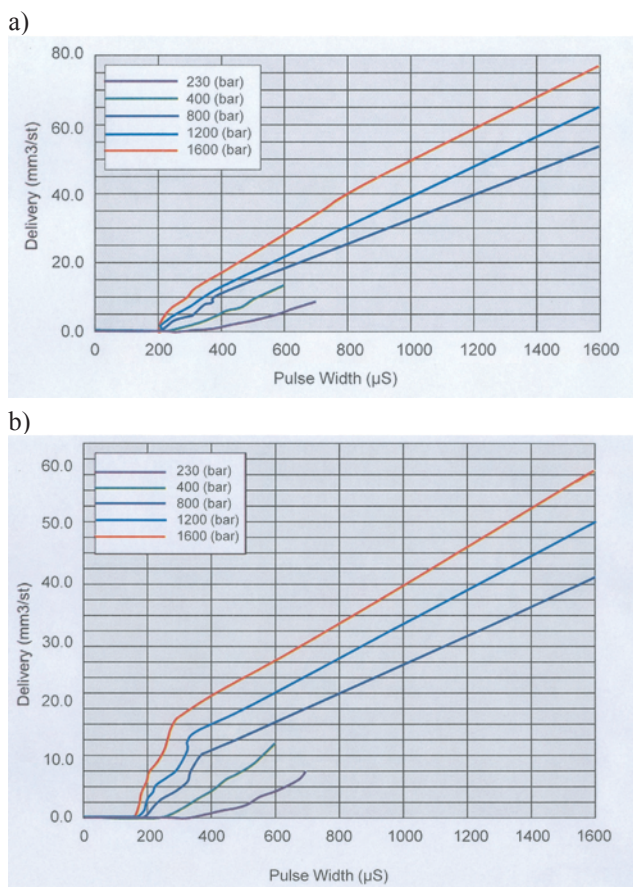 a)
80.0
230 (bar)
400 (bar)
800 (bar)
1200 (bar)
1600 (bar)
60.0
40.0
20.0
0.0
Delivery (mm3/st)
0 200 400 600 800 1000 1200 1400 1600
Pulse Width (µS)
b)
60.0
230 (bar)
400 (bar)
800 (bar)
1200 (bar)
1600 (bar)
50.0
40.0
30.0
20.0
10.0
0.0
Delivery (mm3/st)
0 200 400 600 800 1000 1200 1400 1600
Pulse Width (µS)